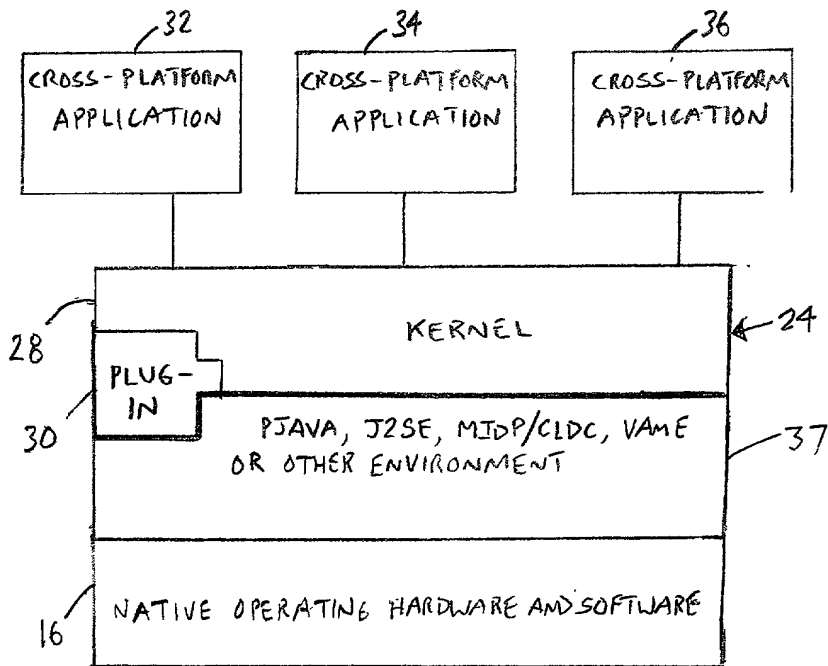 32
34
36
CROSS-PLATFORM
APPLICATION
CROSS-PLATFORM
APPLICATION
CROSS-PLATFORM
APPLICATION
28
KERNEL
24
PLUG-
IN
30
PJAVA, J2SE, MIDP/CLDC, VAME
OR OTHER ENVIRONMENT
37
NATIVE OPERATING HARDWARE AND SOFTWARE
16